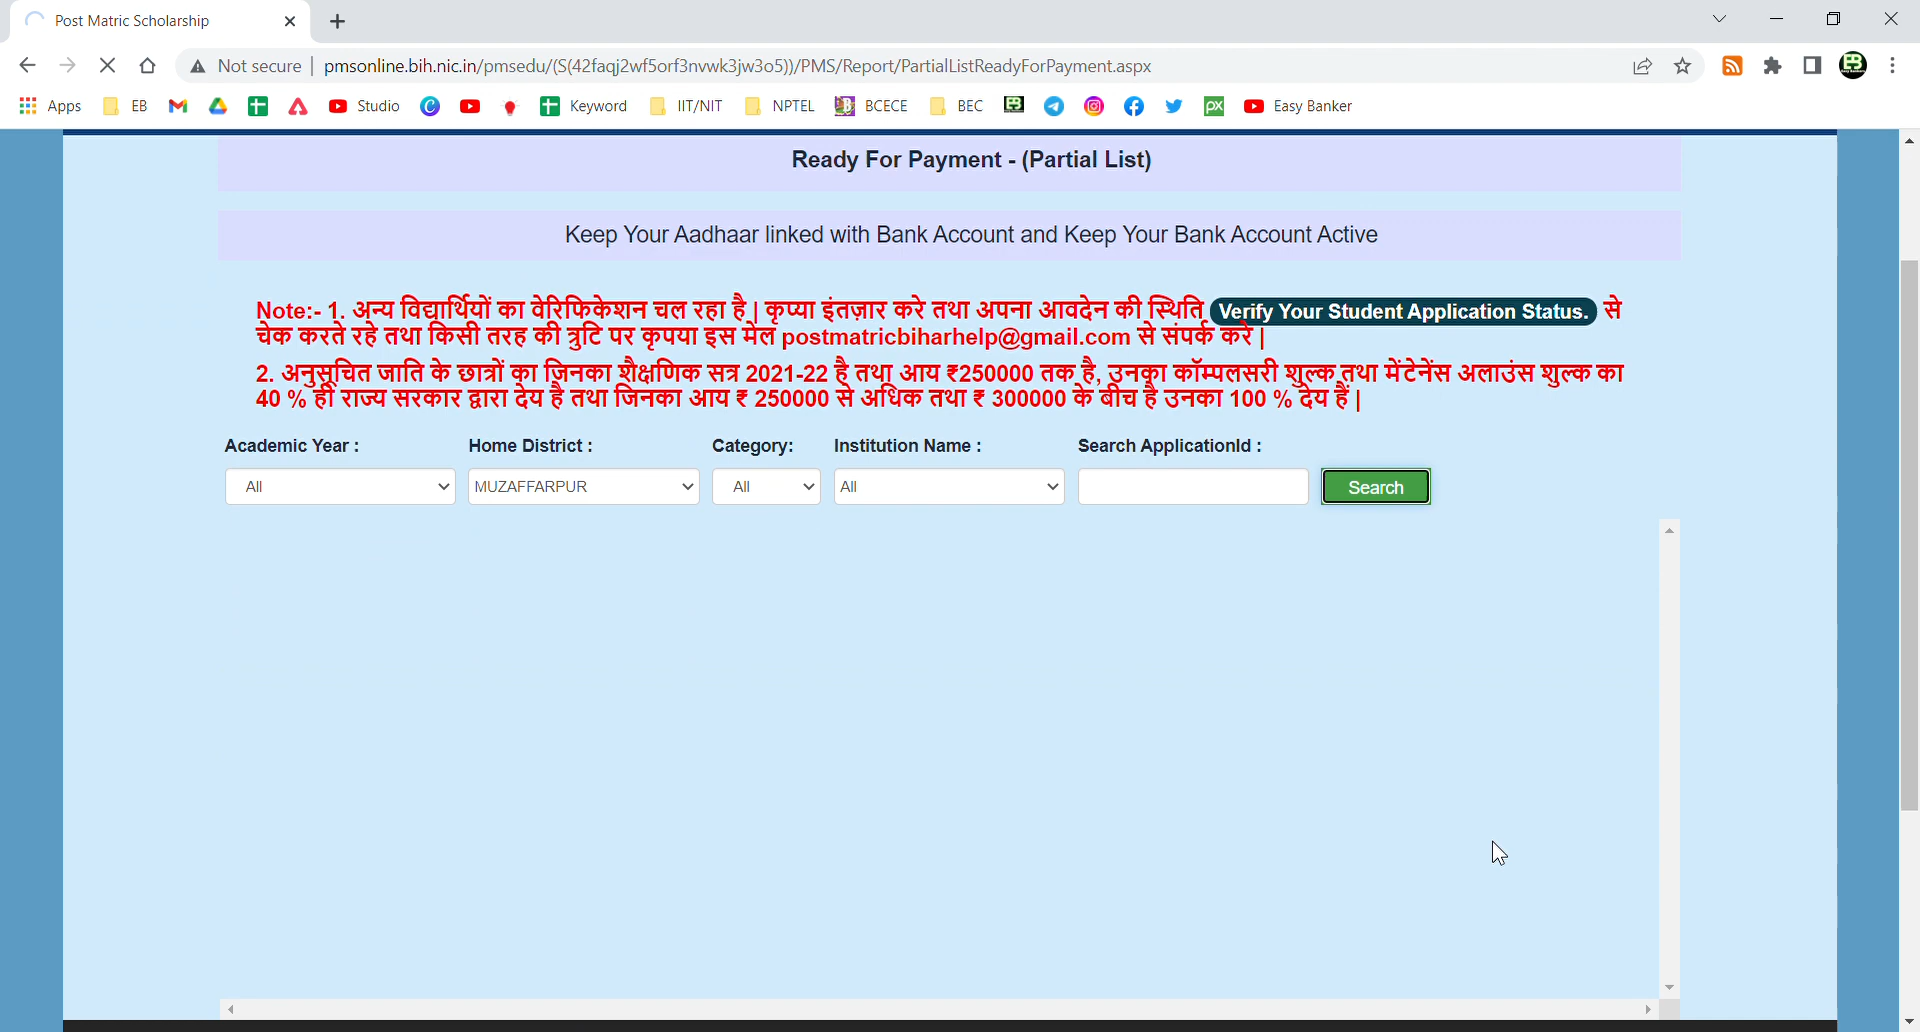 Post Matric Scholarship
Not secure | pmsonline.bih.nic.in/pmsedu/(S(42faqj2wf5orf3nvwk3jw3o5))/PMS/Report/PartialListReadyForPayment.aspx
Apps EB Studio Keyword IIT/NIT NPTEL BCECE BEC Easy Banker
Ready For Payment - (Partial List)
Keep Your Aadhaar linked with Bank Account and Keep Your Bank Account Active
Note:- 1. अन्य विद्यार्थियों का वेरिफिकेशन चल रहा है | कृप्या इंतज़ार करे तथा अपना आवदेन की स्थिति Verify Your Student Application Status. से
चेक करते रहे तथा किसी तरह की त्रुटि पर कृपया इस मेल postmatricbiharhelp@gmail.com से संपर्क करे |
2. अनुसूचित जाति के छात्रों का जिनका शैक्षणिक सत्र 2021-22 है तथा आय ₹250000 तक है, उनका कॉम्पलसरी शुल्क तथा मेंटेनेंस अलाउंस शुल्क का
40 % ही राज्य सरकार द्वारा देय है तथा जिनका आय ₹ 250000 से अधिक तथा ₹ 300000 के बीच है उनका 100 % देय हैं |
Academic Year : Home District : Category: Institution Name : Search ApplicationId :
All MUZAFFARPUR All All Search